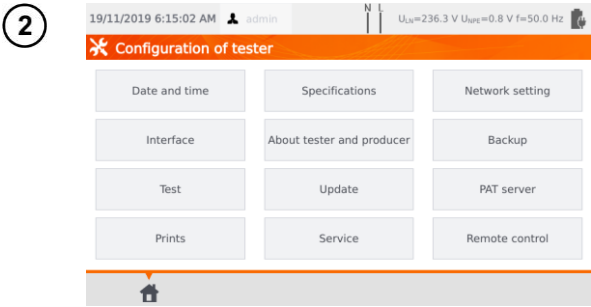 2
19/11/2019 6:15:02 AM admin N L U_LN=236.3 V U_NPE=0.8 V f=50.0 Hz
Configuration of tester
Date and time Specifications Network setting
Interface About tester and producer Backup
Test Update PAT server
Prints Service Remote control